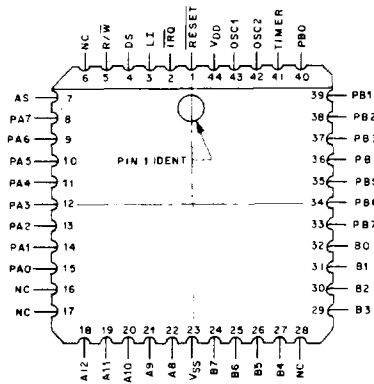 NC R/W̅ DS LI I̅R̅Q̅ R̅E̅S̅E̅T̅ VDD OSC1 OSC2 TIMER PB0
6 5 4 3 2 1 44 43 42 41 40
AS 7 39 PB1
PA7 8 38 PB2
PA6 9 37
PA5 10 PIN 1 IDENT 36
PA4 11 35 PB5
PA3 12 34 PB6
PA2 13 33 PB7
PA1 14 32 B0
PA0 15 31 B1
NC 16 30 B2
NC 17 29 B3
18 19 20 21 22 23 24 25 26 27 28
A12 A11 A10 A9 A8 VSS B7 B6 B5 B4 NC